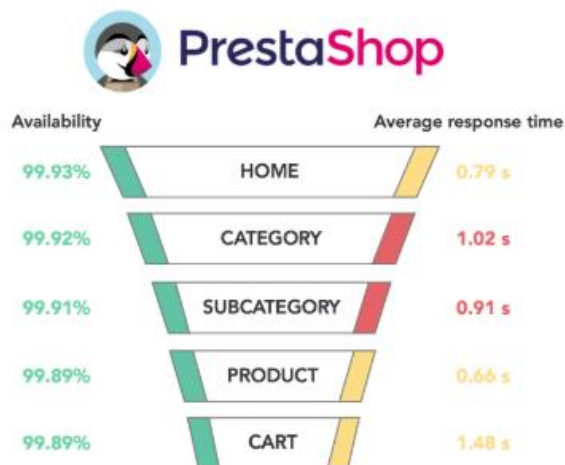 PrestaShop
Availability Average response time
99.93% HOME 0.79 s
99.92% CATEGORY 1.02 s
99.91% SUBCATEGORY 0.91 s
99.89% PRODUCT 0.66 s
99.89% CART 1.48 s